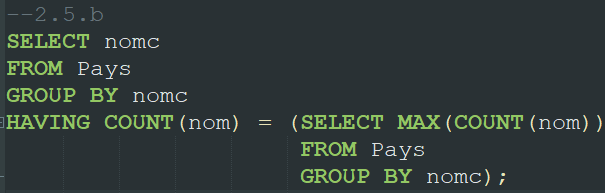 --2.5.b
SELECT nomc
FROM Pays
GROUP BY nomc
HAVING COUNT(nom) = (SELECT MAX(COUNT(nom))
FROM Pays
GROUP BY nomc);